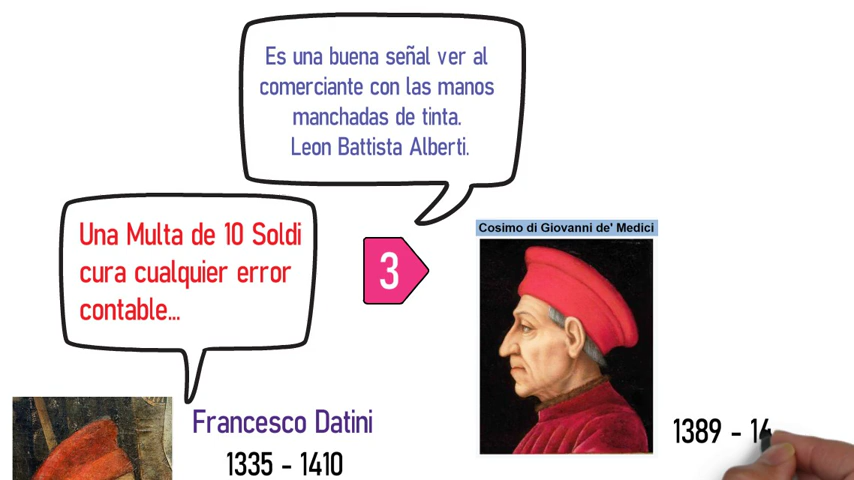 Es una buena señal ver al
comerciante con las manos
manchadas de tinta.
Leon Battista Alberti.
Una Multa de 10 Soldi
cura cualquier error
contable...
3
Cosimo di Giovanni de' Medici
Francesco Datini
1335 - 1410
1389 - 14